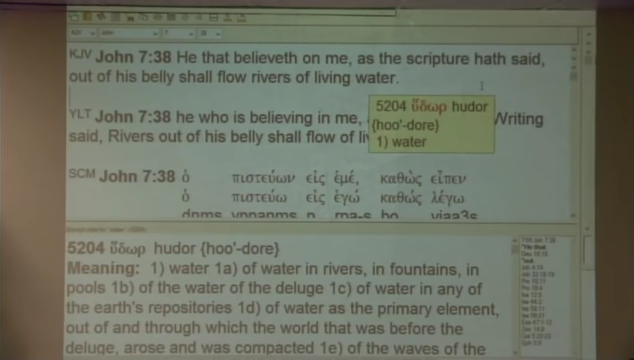 KJV John 7:38 He that believeth on me, as the scripture hath said,
out of his belly shall flow rivers of living water.
YLT John 7:38 he who is believing in me, Writing
said, Rivers out of his belly shall flow of
5204 ὕδωρ hudor
{hoo'-dore}
1) water
SCM John 7:38 ὁ πιστεύων εἰς ἐμέ, καθὼς εἶπεν
ὁ πιστεύω εἰς ἐγώ καθώς λέγω
5204 ὕδωρ hudor {hoo'-dore}
Meaning: 1) water 1a) of water in rivers, in fountains, in
pools 1b) of the water of the deluge 1c) of water in any of
the earth's repositories 1d) of water as the primary element,
out of and through which the world that was before the
deluge, arose and was compacted 1e) of the waves of the